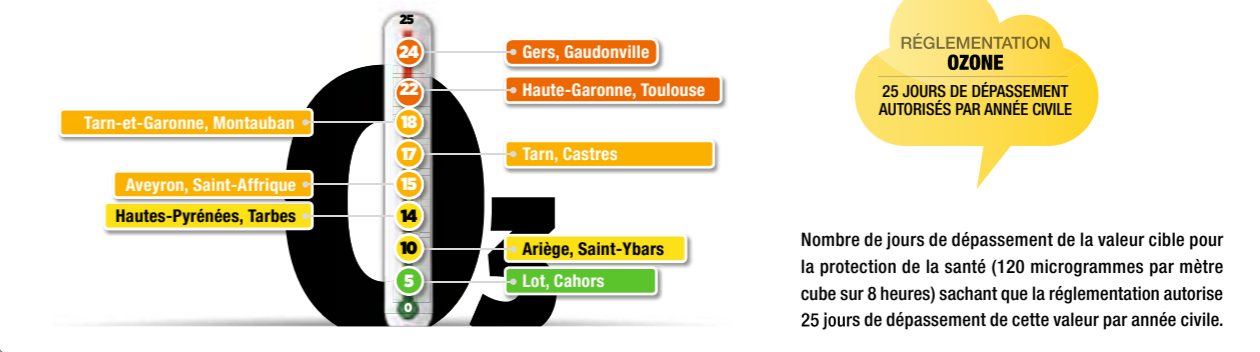 25
24
Gers, Gaudonville
22
Haute-Garonne, Toulouse
Tarn-et-Garonne, Montauban
18
17
Tarn, Castres
Aveyron, Saint-Affrique
15
Hautes-Pyrénées, Tarbes
14
10
Ariège, Saint-Ybars
5
Lot, Cahors
0
O3
RÉGLEMENTATION
OZONE
25 JOURS DE DÉPASSEMENT
AUTORISÉS PAR ANNÉE CIVILE
Nombre de jours de dépassement de la valeur cible pour
la protection de la santé (120 microgrammes par mètre
cube sur 8 heures) sachant que la réglementation autorise
25 jours de dépassement de cette valeur par année civile.